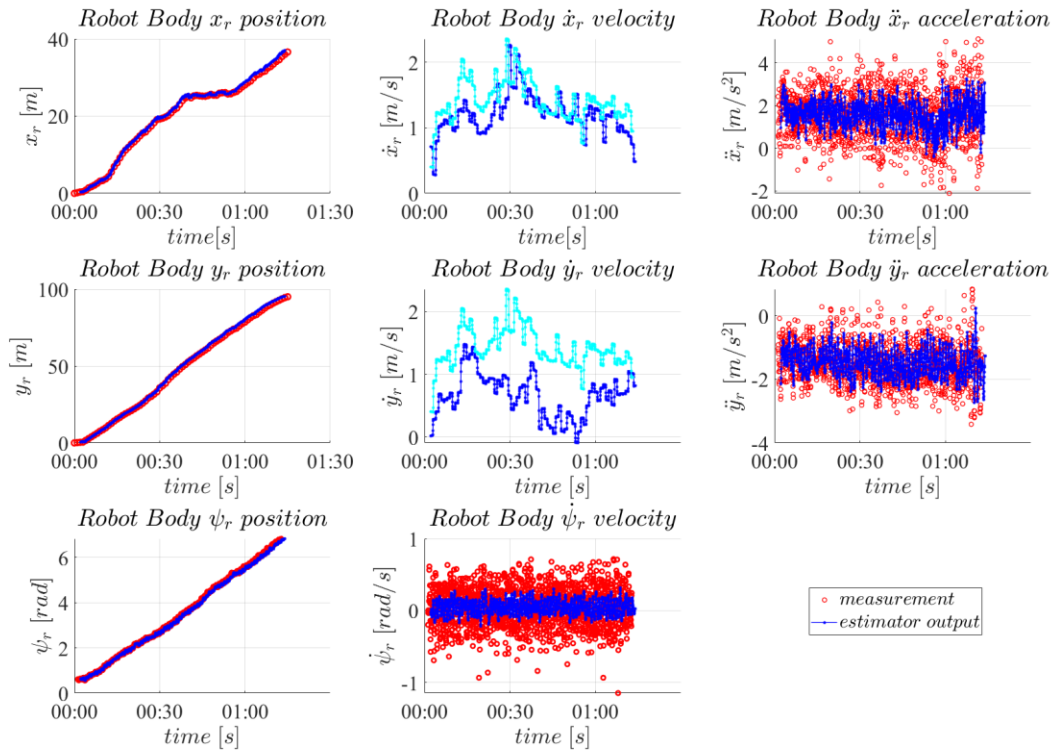 Robot Body x_r position
Robot Body ẋ_r velocity
Robot Body ẍ_r acceleration
x_r [m]
40
20
0
00:00 00:30 01:00 01:30
time[s]
ẋ_r [m/s]
2
1
0
00:00 00:30 01:00
time[s]
ẍ_r [m/s²]
4
2
0
-2
00:00 00:30 01:00
time[s]
Robot Body y_r position
Robot Body ẏ_r velocity
Robot Body ÿ_r acceleration
y_r [m]
100
50
0
00:00 00:30 01:00 01:30
time [s]
ẏ_r [m/s]
2
1
0
00:00 00:30 01:00
time [s]
ÿ_r [m/s²]
0
-2
-4
00:00 00:30 01:00
time [s]
Robot Body ψ_r position
Robot Body ψ̇_r velocity
ψ_r [rad]
6
4
2
0
00:00 00:30 01:00 01:30
time [s]
ψ̇_r [rad/s]
1
0
-1
00:00 00:30 01:00
time [s]
measurement
estimator output